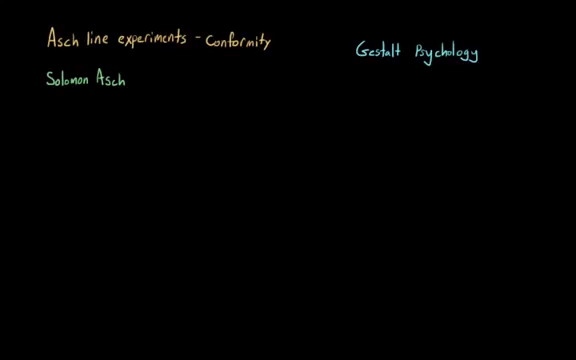 Asch line experiments - Conformity
Solomon Asch
Gestalt Psychology